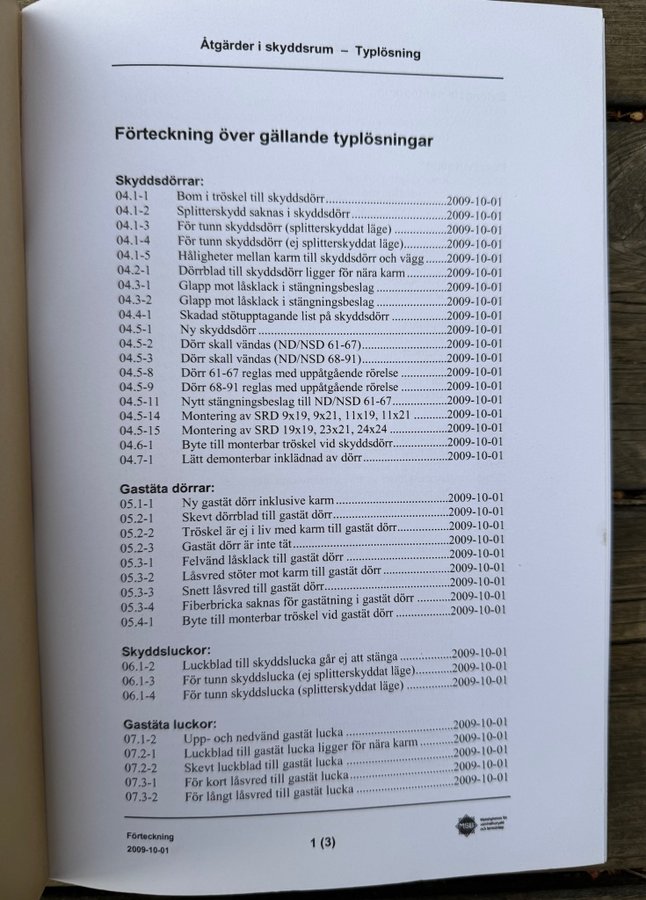 Åtgärder i skyddsrum – Typlösning
Förteckning över gällande typlösningar
Skyddsdörrar:
04.1-1 Bom i tröskel till skyddsdörr..............................2009-10-01
04.1-2 Splitterskydd saknas i skyddsdörr........................2009-10-01
04.1-3 För tunn skyddsdörr (splitterskyddat läge) ..............2009-10-01
04.1-4 För tunn skyddsdörr (ej splitterskyddat läge)...........2009-10-01
04.1-5 Håligheter mellan karm till skyddsdörr och vägg ......2009-10-01
04.2-1 Dörrblad till skyddsdörr ligger för nära karm ...........2009-10-01
04.3-1 Glapp mot låsklack i stängningsbeslag ...................2009-10-01
04.3-2 Glapp mot låsklack i stängningsbeslag ...................2009-10-01
04.4-1 Skadad stötupptagande list på skyddsdörr ...............2009-10-01
04.5-1 Ny skyddsdörr ...............................................2009-10-01
04.5-2 Dörr skall vändas (ND/NSD 61-67) .......................2009-10-01
04.5-3 Dörr skall vändas (ND/NSD 68-91).......................2009-10-01
04.5-8 Dörr 61-67 reglas med uppåtgående rörelse .............2009-10-01
04.5-9 Dörr 68-91 reglas med uppåtgående rörelse .............2009-10-01
04.5-11 Nytt stängningsbeslag till ND/NSD 61-67..............2009-10-01
04.5-14 Montering av SRD 9x19, 9x21, 11x19, 11x21 .........2009-10-01
04.5-15 Montering av SRD 19x19, 23x21, 24x24 ...............2009-10-01
04.6-1 Byte till monterbar tröskel vid skyddsdörr..............2009-10-01
04.7-1 Lätt demonterbar inklädnad av dörr.....................2009-10-01
Gastäta dörrar:
05.1-1 Ny gastät dörr inklusive karm ............................2009-10-01
05.2-1 Skevt dörrblad till gastät dörr.............................2009-10-01
05.2-2 Tröskel är ej i liv med karm till gastät dörr.............2009-10-01
05.2-3 Gastät dörr är inte tät.......................................2009-10-01
05.3-1 Felvänd låsklack till gastät dörr ..........................2009-10-01
05.3-2 Låsvred stöter mot karm till gastät dörr .................2009-10-01
05.3-3 Snett låsvred till gastät dörr...............................2009-10-01
05.3-4 Fiberbricka saknas för gastätning i gastät dörr .........2009-10-01
05.4-1 Byte till monterbar tröskel vid gastät dörr ..............2009-10-01
Skyddsluckor:
06.1-2 Luckblad till skyddslucka går ej att stänga .............2009-10-01
06.1-3 För tunn skyddslucka (ej splitterskyddat läge)..........2009-10-01
06.1-4 För tunn skyddslucka (splitterskyddat läge) ............2009-10-01
Gastäta luckor:
07.1-2 Upp- och nedvänd gastät lucka ...........................2009-10-01
07.2-1 Luckblad till gastät lucka ligger för nära karm .........2009-10-01
07.2-2 Skevt luckblad till gastät lucka ...........................2009-10-01
07.3-1 För kort låsvred till gastät lucka..........................2009-10-01
07.3-2 För långt låsvred till gastät lucka ........................2009-10-01
Förteckning
2009-10-01
1 (3)
MSB
Myndigheten för
samhällsskydd
och beredskap